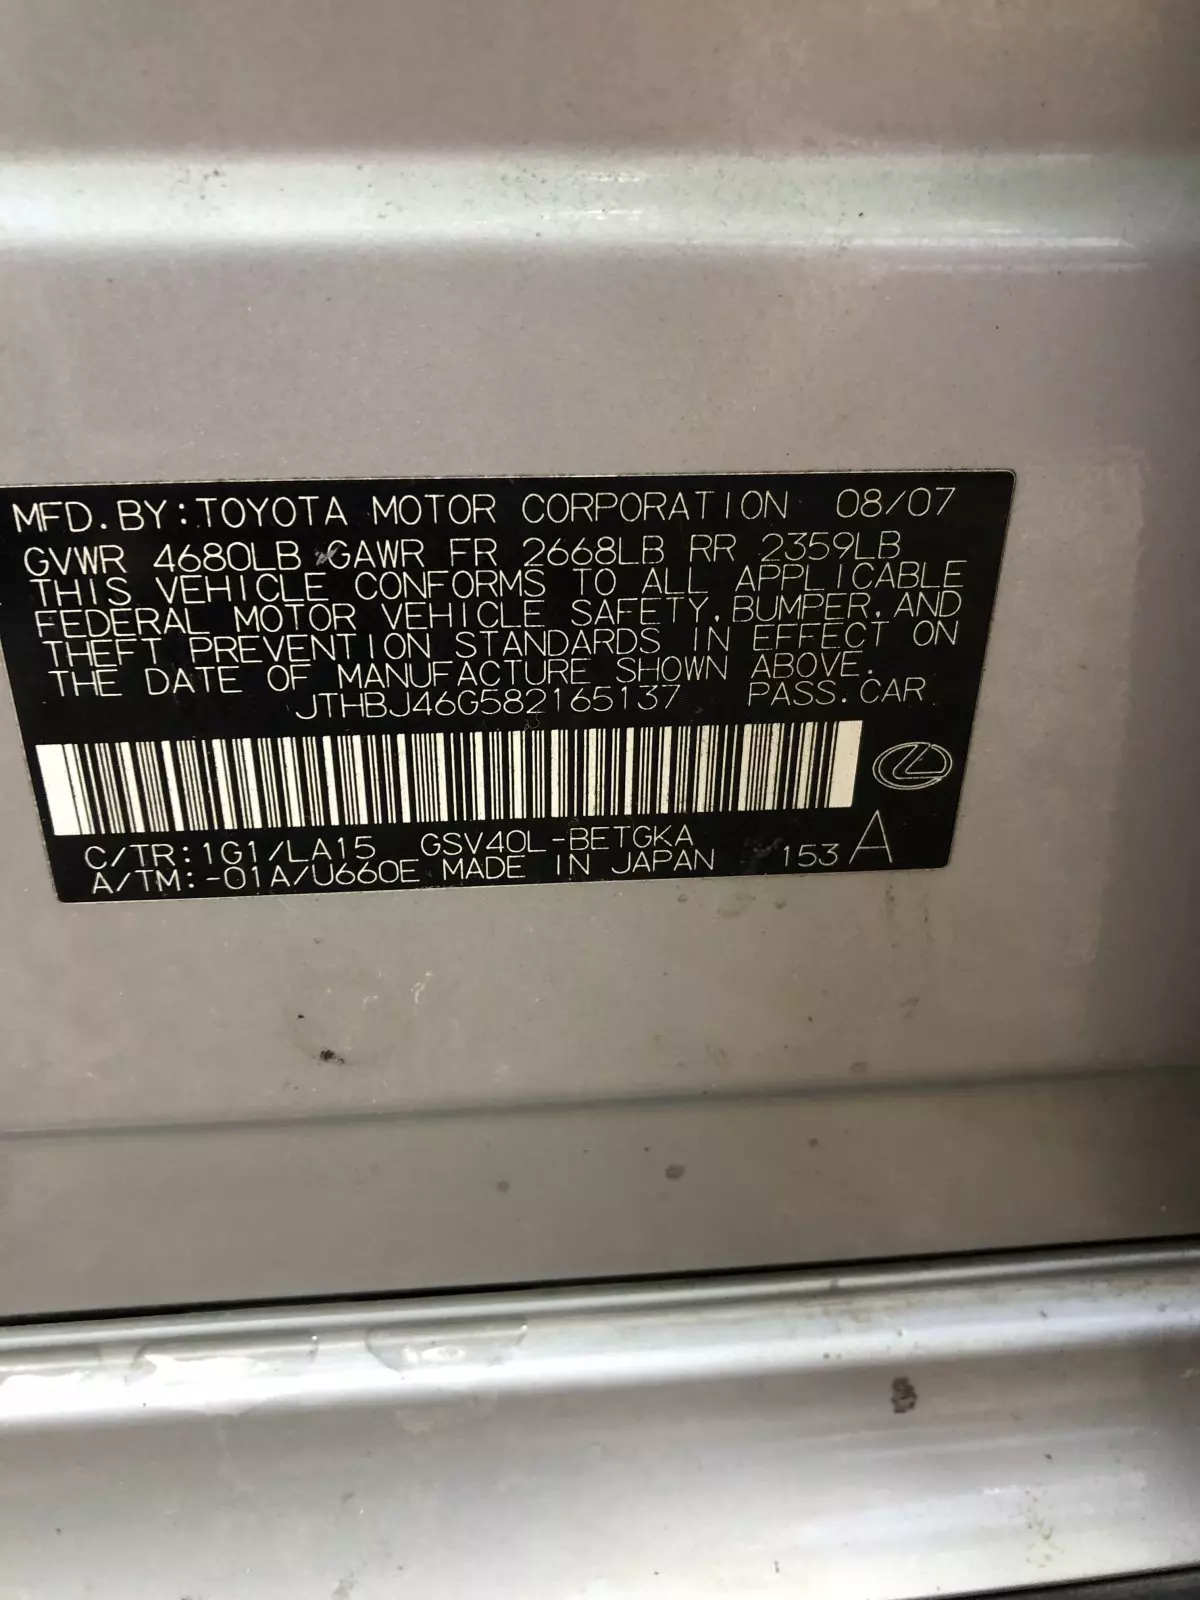 MFD. BY: TOYOTA MOTOR CORPORATION 08/07
GVWR 4680LB GAWR FR 2668LB RR 2359LB
THIS VEHICLE CONFORMS TO ALL APPLICABLE
FEDERAL MOTOR VEHICLE SAFETY, BUMPER, AND
THEFT PREVENTION STANDARDS IN EFFECT ON
THE DATE OF MANUFACTURE SHOWN ABOVE.
JTHBJ46G582165137 PASS. CAR
C/TR: 1G1/LA15 GSV40L-BETGKA
A/TM: -01A/U660E MADE IN JAPAN 153 A